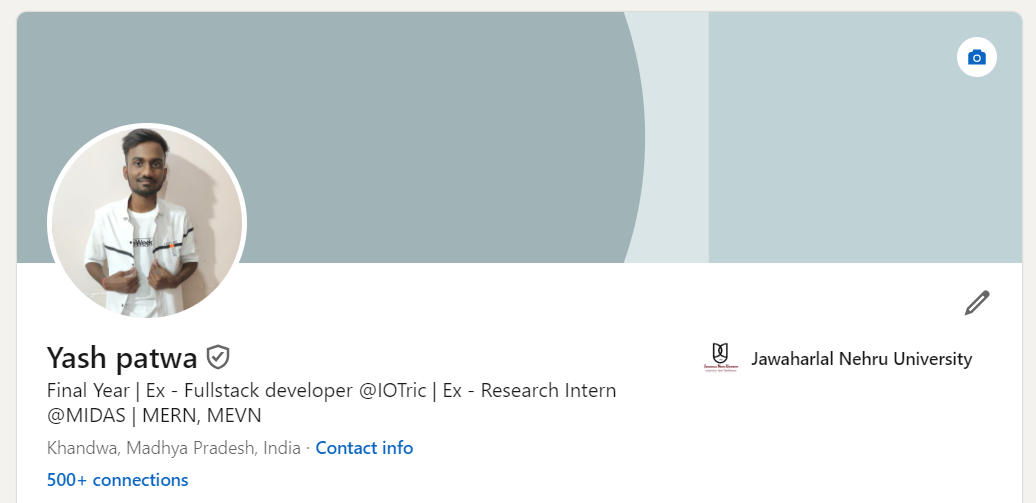 Yash patwa
Jawaharlal Nehru University
Final Year | Ex - Fullstack developer @IOTric | Ex - Research Intern
@MIDAS | MERN, MEVN
Khandwa, Madhya Pradesh, India · Contact info
500+ connections